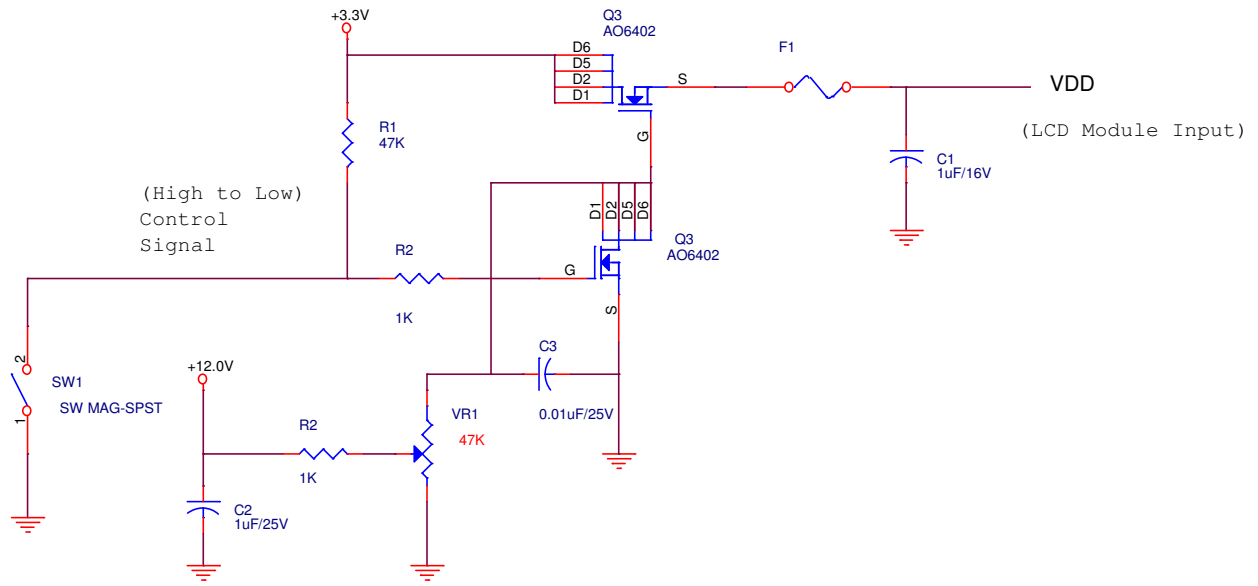 +3.3V
Q3
AO6402
D6
D5
D2
D1
S
G
F1
VDD
(LCD Module Input)
R1
47K
C1
1uF/16V
(High to Low)
Control
Signal
D1
D2
D5
D6
Q3
AO6402
R2
1K
G
S
C3
0.01uF/25V
+12.0V
2
1
SW1
SW MAG-SPST
R2
1K
VR1
47K
C2
1uF/25V